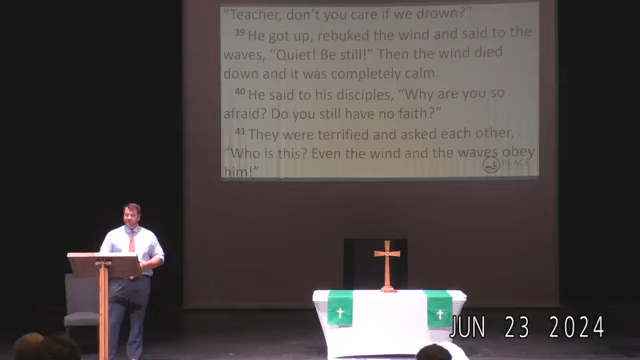 “Teacher, don’t you care if we drown?”
39 He got up, rebuked the wind and said to the
waves, “Quiet! Be still!” Then the wind died
down and it was completely calm.
40 He said to his disciples, “Why are you so
afraid? Do you still have no faith?”
41 They were terrified and asked each other,
“Who is this? Even the wind and the waves obey
him!”
PEACE
JUN 23 2024